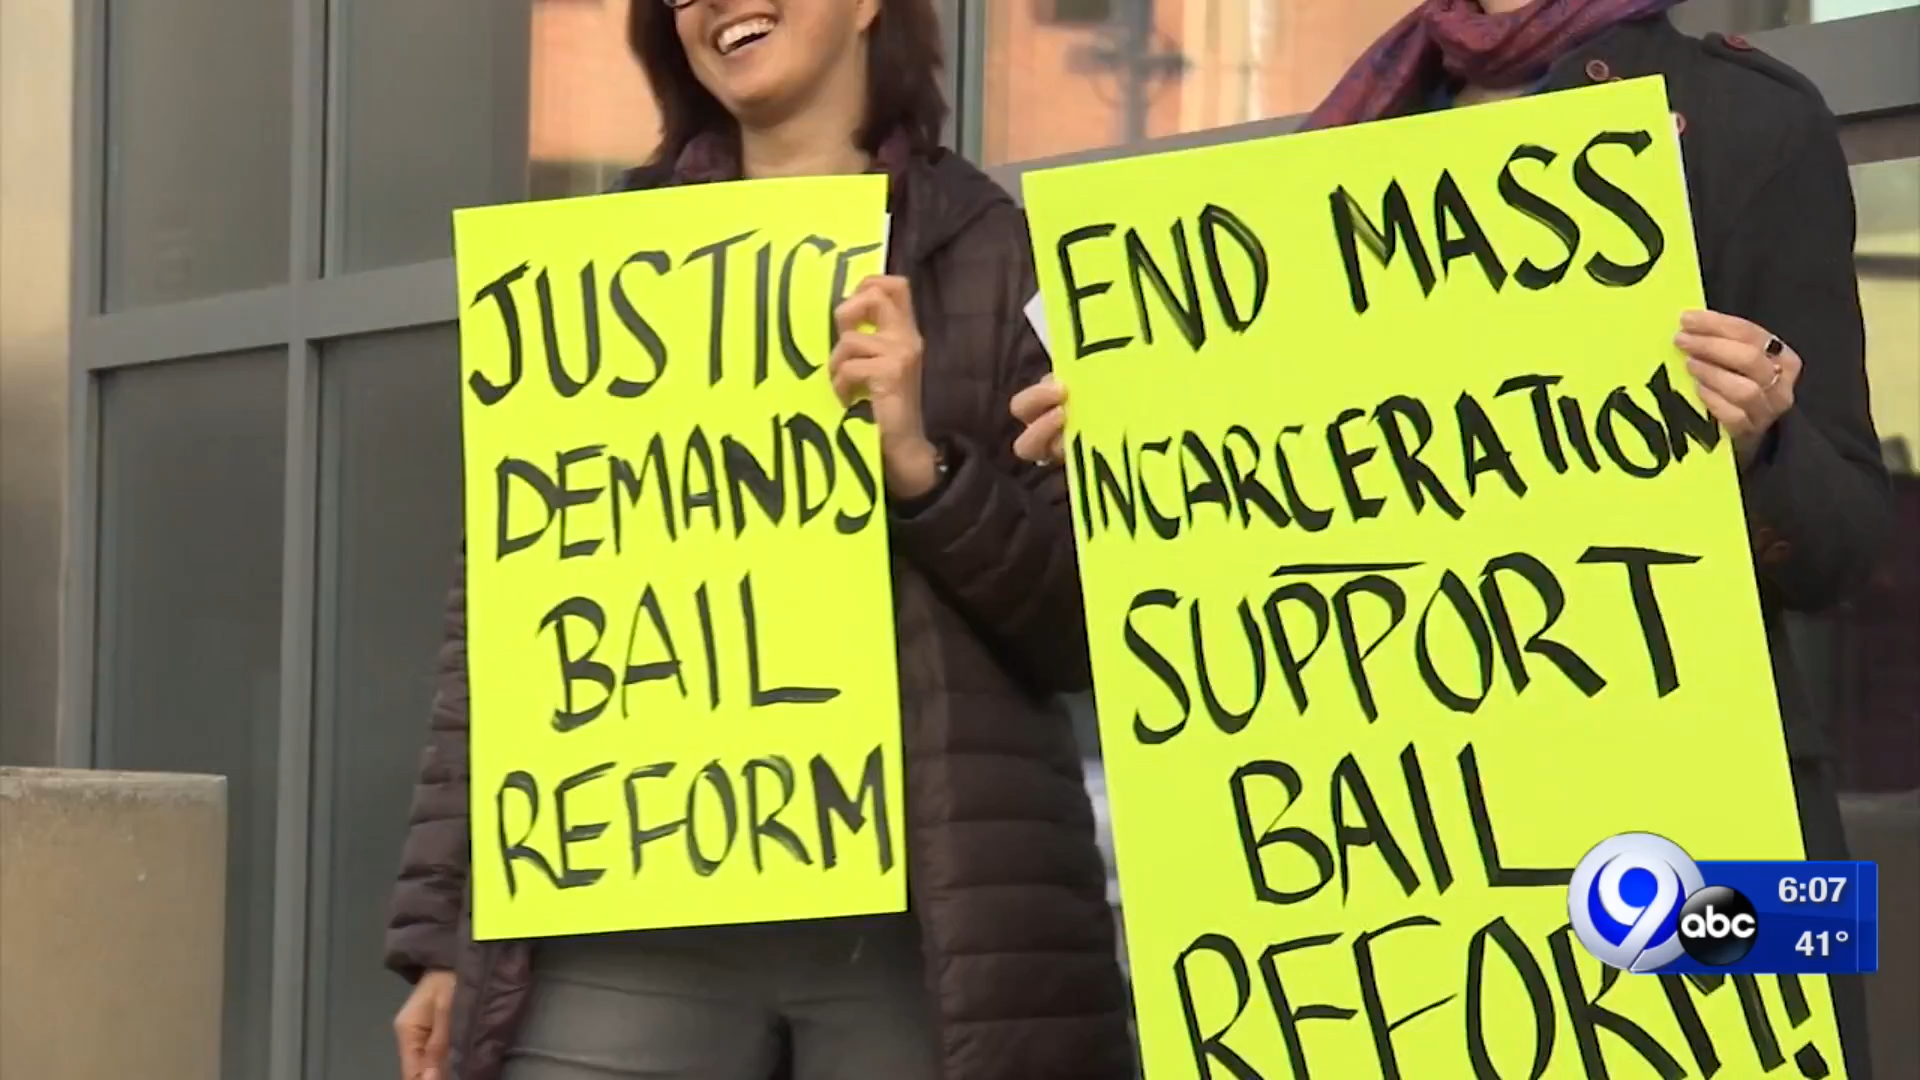 JUSTICE
DEMANDS
BAIL
REFORM
END MASS
INCARCERATION
SUPPORT
BAIL
REFORM!
9
abc
6:07
41°